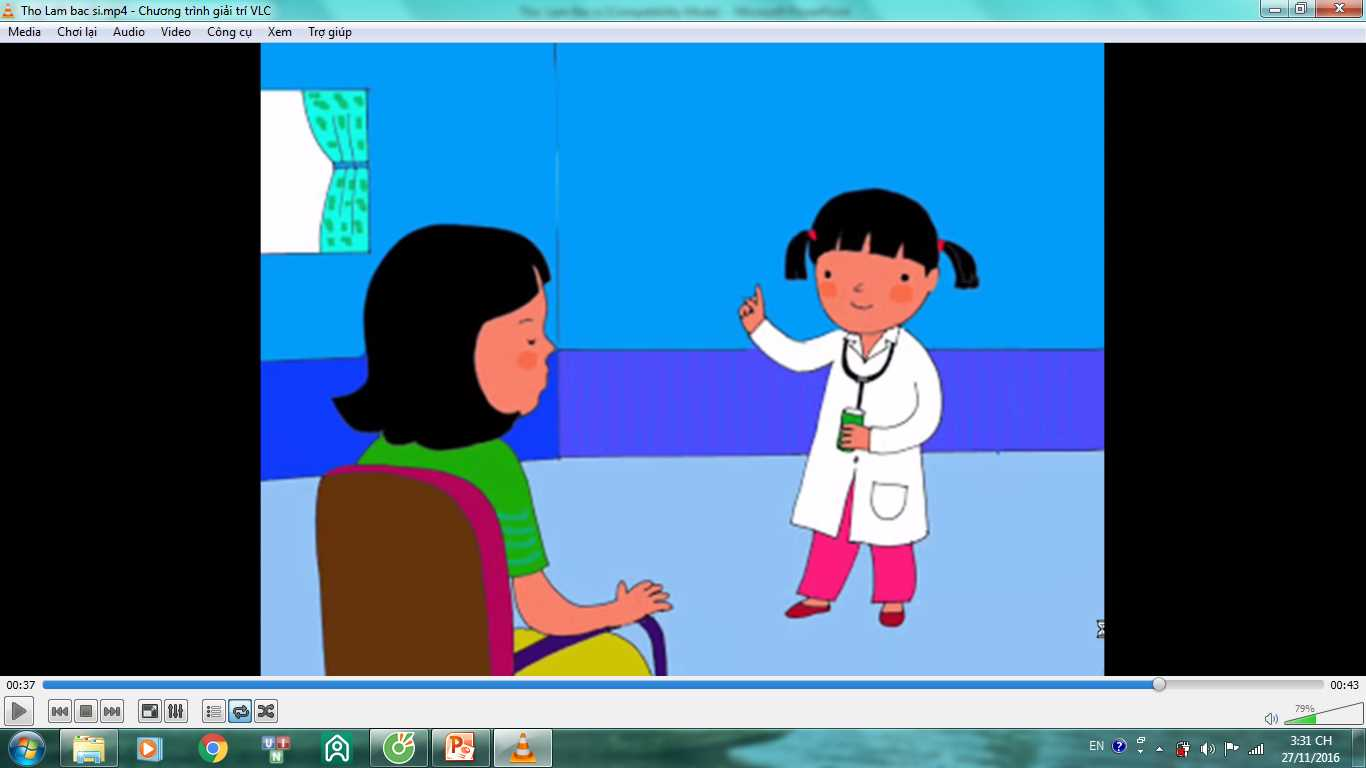 Tho Lam bac si.mp4 - Chương trình giải trí VLC
Media Chơi lại Audio Video Công cụ Xem Trợ giúp
00:37 00:43
79%
EN 3:31 CH
27/11/2016